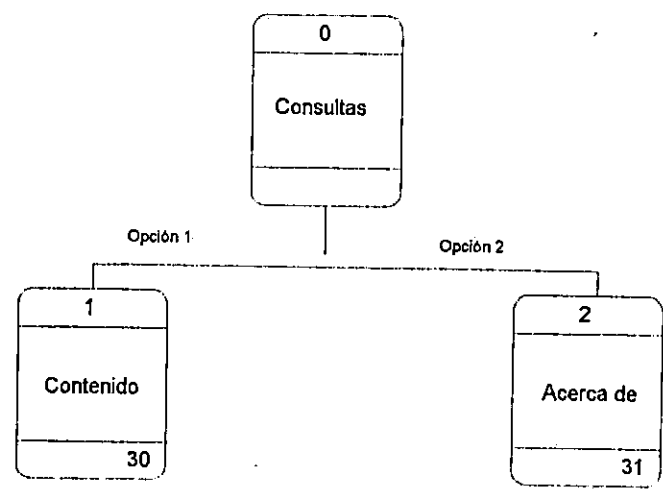 0
Consultas
Opción 1
Opción 2
1
Contenido
30
2
Acerca de
31